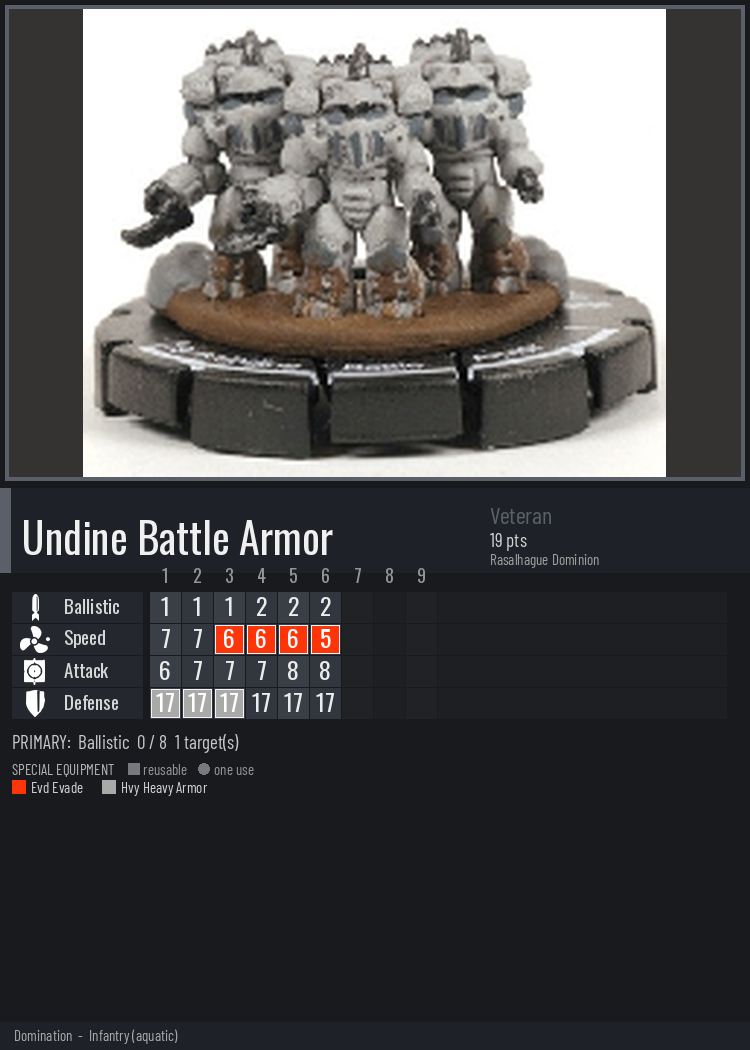 Undine Battle Armor
Veteran
19 pts
Rasalhague Dominion
1 2 3 4 5 6 7 8 9
Ballistic 1 1 1 2 2 2
Speed 7 7 6 6 6 5
Attack 6 7 7 7 8 8
Defense 17 17 17 17 17 17
PRIMARY: Ballistic 0 / 8 1 target(s)
SPECIAL EQUIPMENT reusable one use
Evd Evade Hvy Heavy Armor
Domination - Infantry (aquatic)